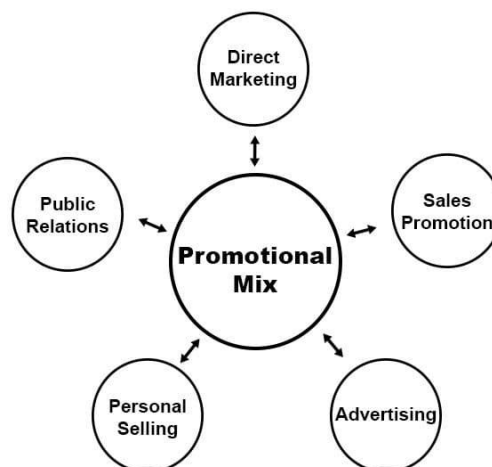 Direct
Marketing
Public
Relations
Sales
Promotion
Promotional
Mix
Personal
Selling
Advertising